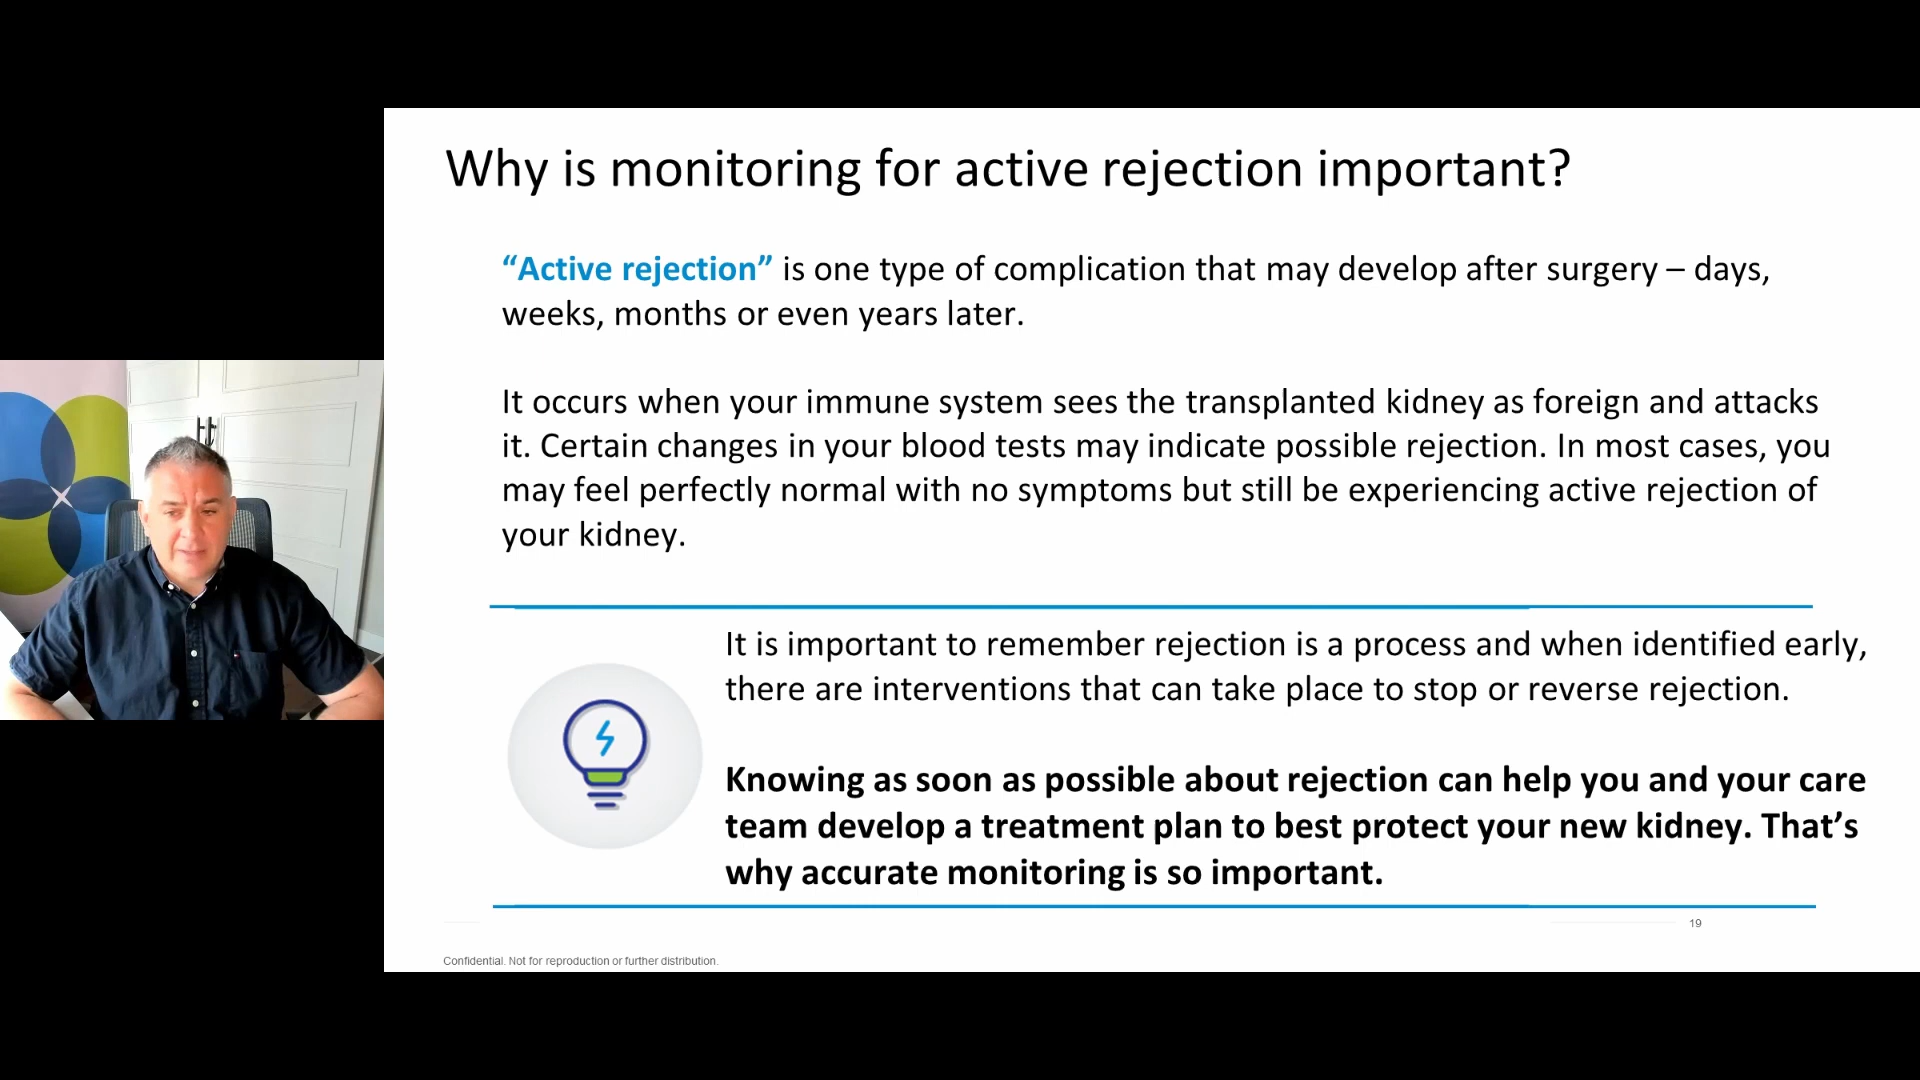 Why is monitoring for active rejection important?
“Active rejection” is one type of complication that may develop after surgery – days,
weeks, months or even years later.
It occurs when your immune system sees the transplanted kidney as foreign and attacks
it. Certain changes in your blood tests may indicate possible rejection. In most cases, you
may feel perfectly normal with no symptoms but still be experiencing active rejection of
your kidney.
It is important to remember rejection is a process and when identified early,
there are interventions that can take place to stop or reverse rejection.
Knowing as soon as possible about rejection can help you and your care
team develop a treatment plan to best protect your new kidney. That’s
why accurate monitoring is so important.
19
Confidential. Not for reproduction or further distribution.